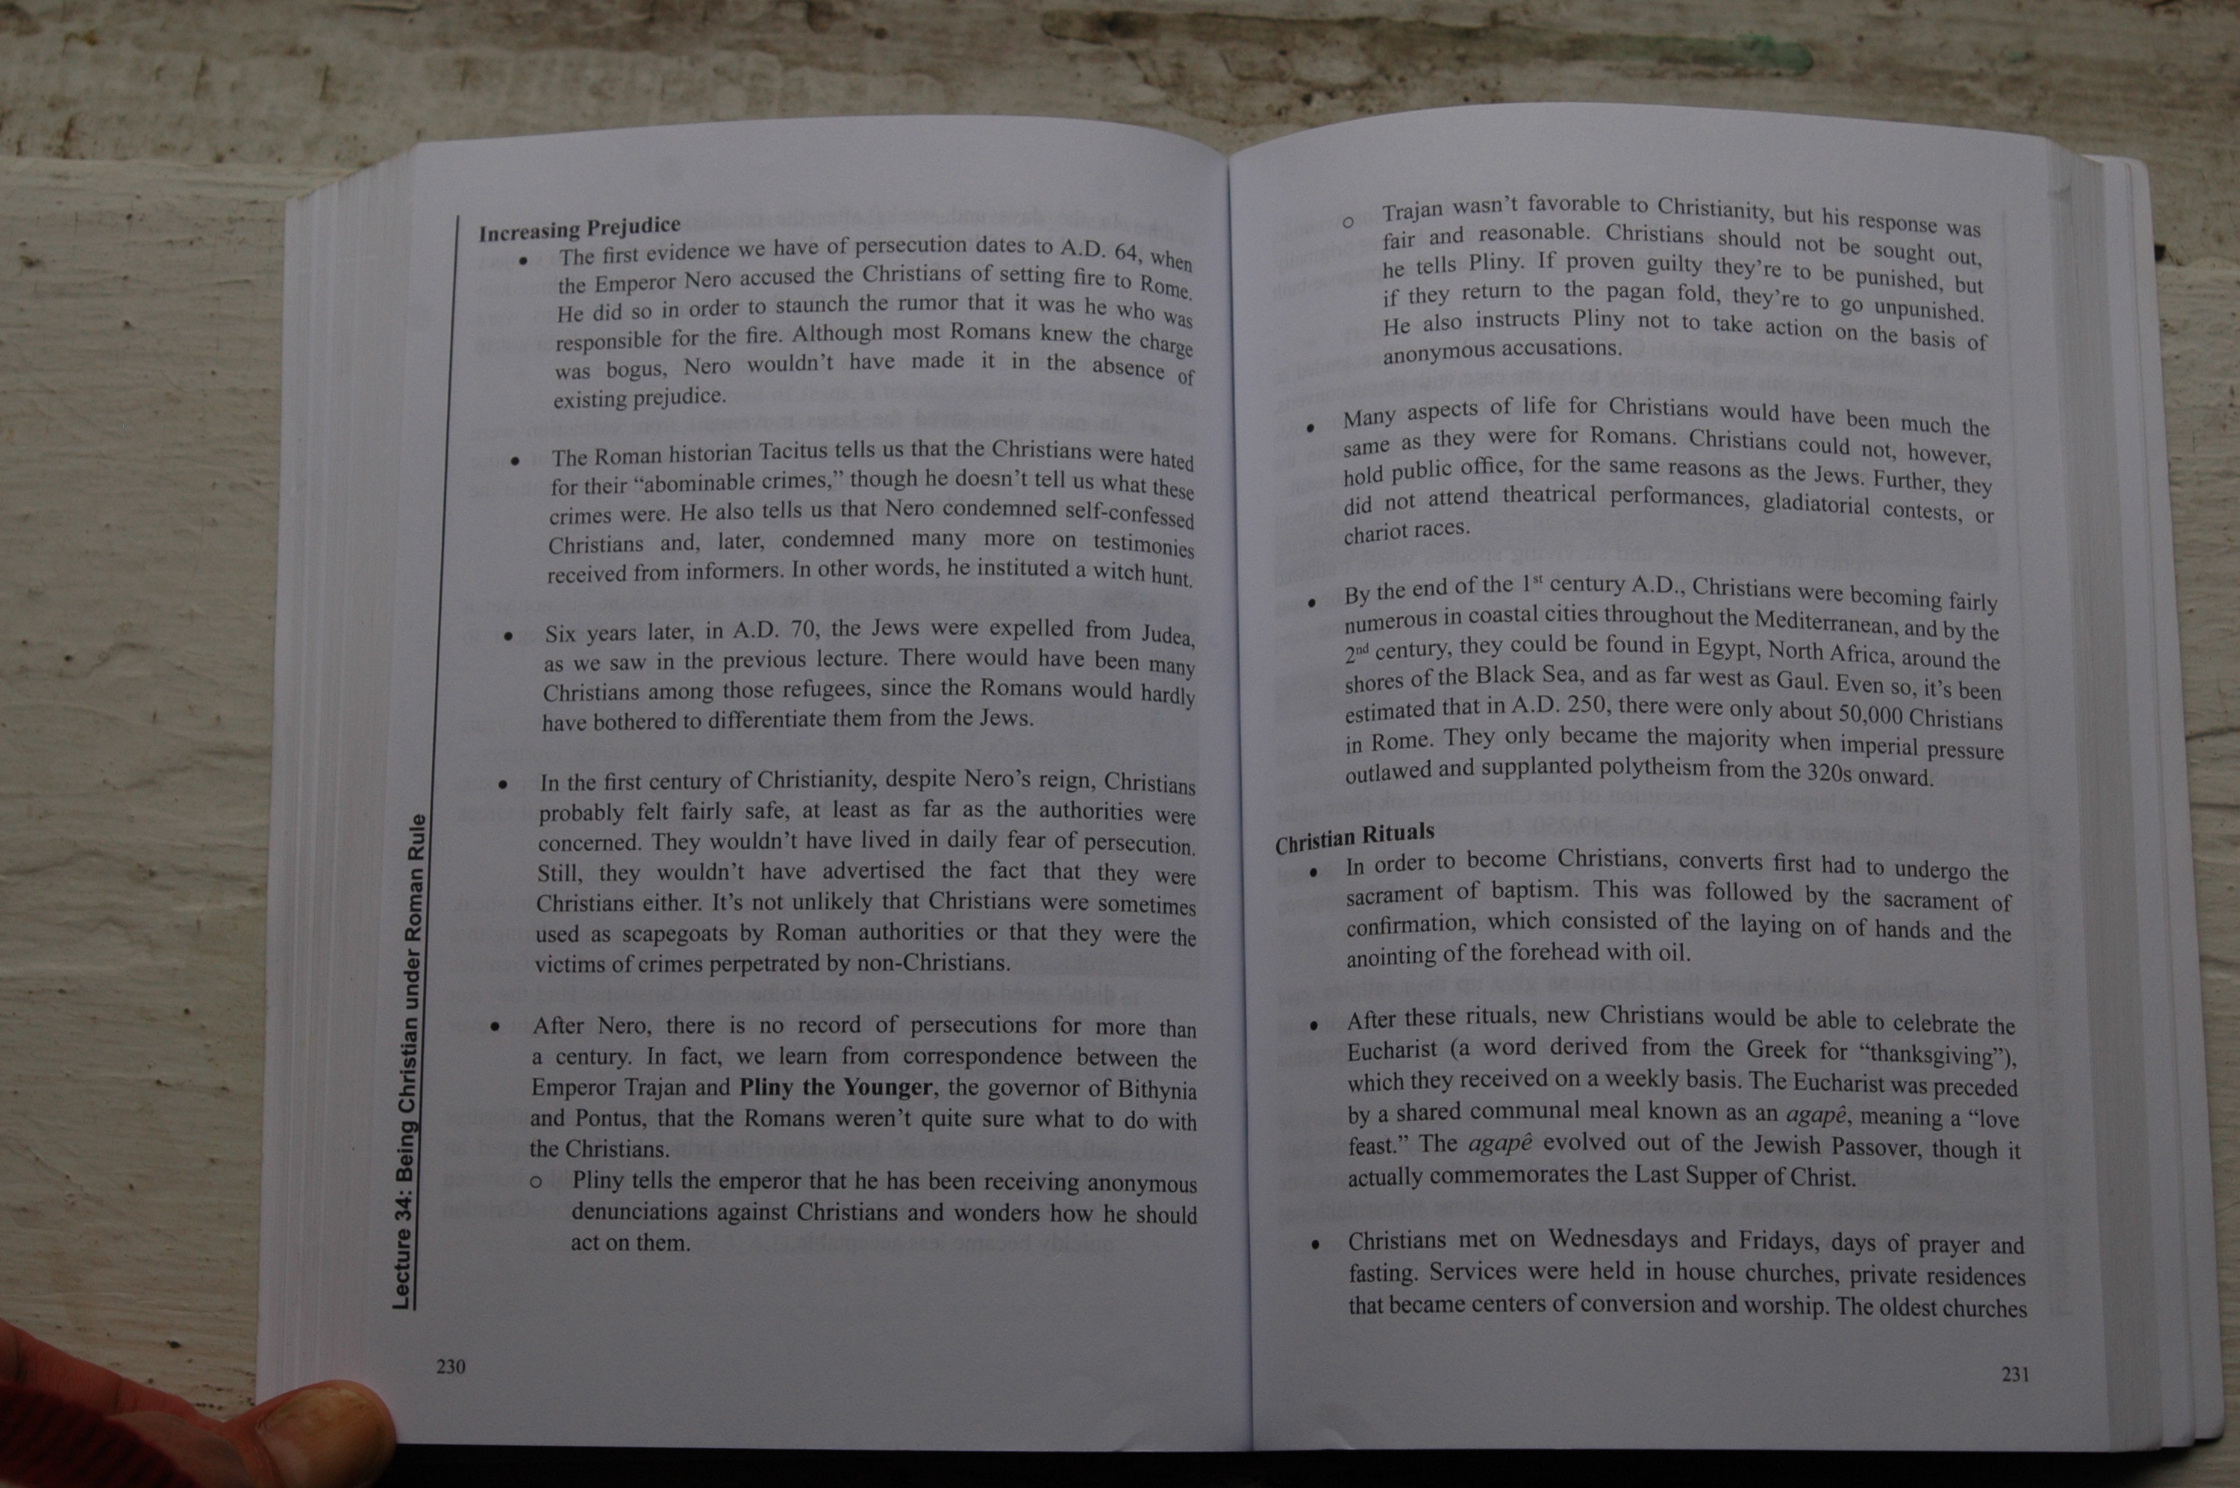 Lecture 34: Being Christian under Roman Rule
Increasing Prejudice
• The first evidence we have of persecution dates to A.D. 64, when
the Emperor Nero accused the Christians of setting fire to Rome.
He did so in order to staunch the rumor that it was he who was
responsible for the fire. Although most Romans knew the charge
was bogus, Nero wouldn't have made it in the absence of
existing prejudice.
• The Roman historian Tacitus tells us that the Christians were hated
for their “abominable crimes,” though he doesn't tell us what these
crimes were. He also tells us that Nero condemned self-confessed
Christians and, later, condemned many more on testimonies
received from informers. In other words, he instituted a witch hunt.
• Six years later, in A.D. 70, the Jews were expelled from Judea,
as we saw in the previous lecture. There would have been many
Christians among those refugees, since the Romans would hardly
have bothered to differentiate them from the Jews.
• In the first century of Christianity, despite Nero's reign, Christians
probably felt fairly safe, at least as far as the authorities were
concerned. They wouldn't have lived in daily fear of persecution.
Still, they wouldn't have advertised the fact that they were
Christians either. It's not unlikely that Christians were sometimes
used as scapegoats by Roman authorities or that they were the
victims of crimes perpetrated by non-Christians.
• After Nero, there is no record of persecutions for more than
a century. In fact, we learn from correspondence between the
Emperor Trajan and Pliny the Younger, the governor of Bithynia
and Pontus, that the Romans weren't quite sure what to do with
the Christians.
○ Pliny tells the emperor that he has been receiving anonymous
denunciations against Christians and wonders how he should
act on them.
230
○ Trajan wasn't favorable to Christianity, but his response was
fair and reasonable. Christians should not be sought out,
he tells Pliny. If proven guilty they're to be punished, but
if they return to the pagan fold, they're to go unpunished.
He also instructs Pliny not to take action on the basis of
anonymous accusations.
• Many aspects of life for Christians would have been much the
same as they were for Romans. Christians could not, however,
hold public office, for the same reasons as the Jews. Further, they
did not attend theatrical performances, gladiatorial contests, or
chariot races.
• By the end of the 1st century A.D., Christians were becoming fairly
numerous in coastal cities throughout the Mediterranean, and by the
2nd century, they could be found in Egypt, North Africa, around the
shores of the Black Sea, and as far west as Gaul. Even so, it's been
estimated that in A.D. 250, there were only about 50,000 Christians
in Rome. They only became the majority when imperial pressure
outlawed and supplanted polytheism from the 320s onward.
Christian Rituals
• In order to become Christians, converts first had to undergo the
sacrament of baptism. This was followed by the sacrament of
confirmation, which consisted of the laying on of hands and the
anointing of the forehead with oil.
• After these rituals, new Christians would be able to celebrate the
Eucharist (a word derived from the Greek for “thanksgiving”),
which they received on a weekly basis. The Eucharist was preceded
by a shared communal meal known as an agapê, meaning a “love
feast.” The agapê evolved out of the Jewish Passover, though it
actually commemorates the Last Supper of Christ.
• Christians met on Wednesdays and Fridays, days of prayer and
fasting. Services were held in house churches, private residences
that became centers of conversion and worship. The oldest churches
231